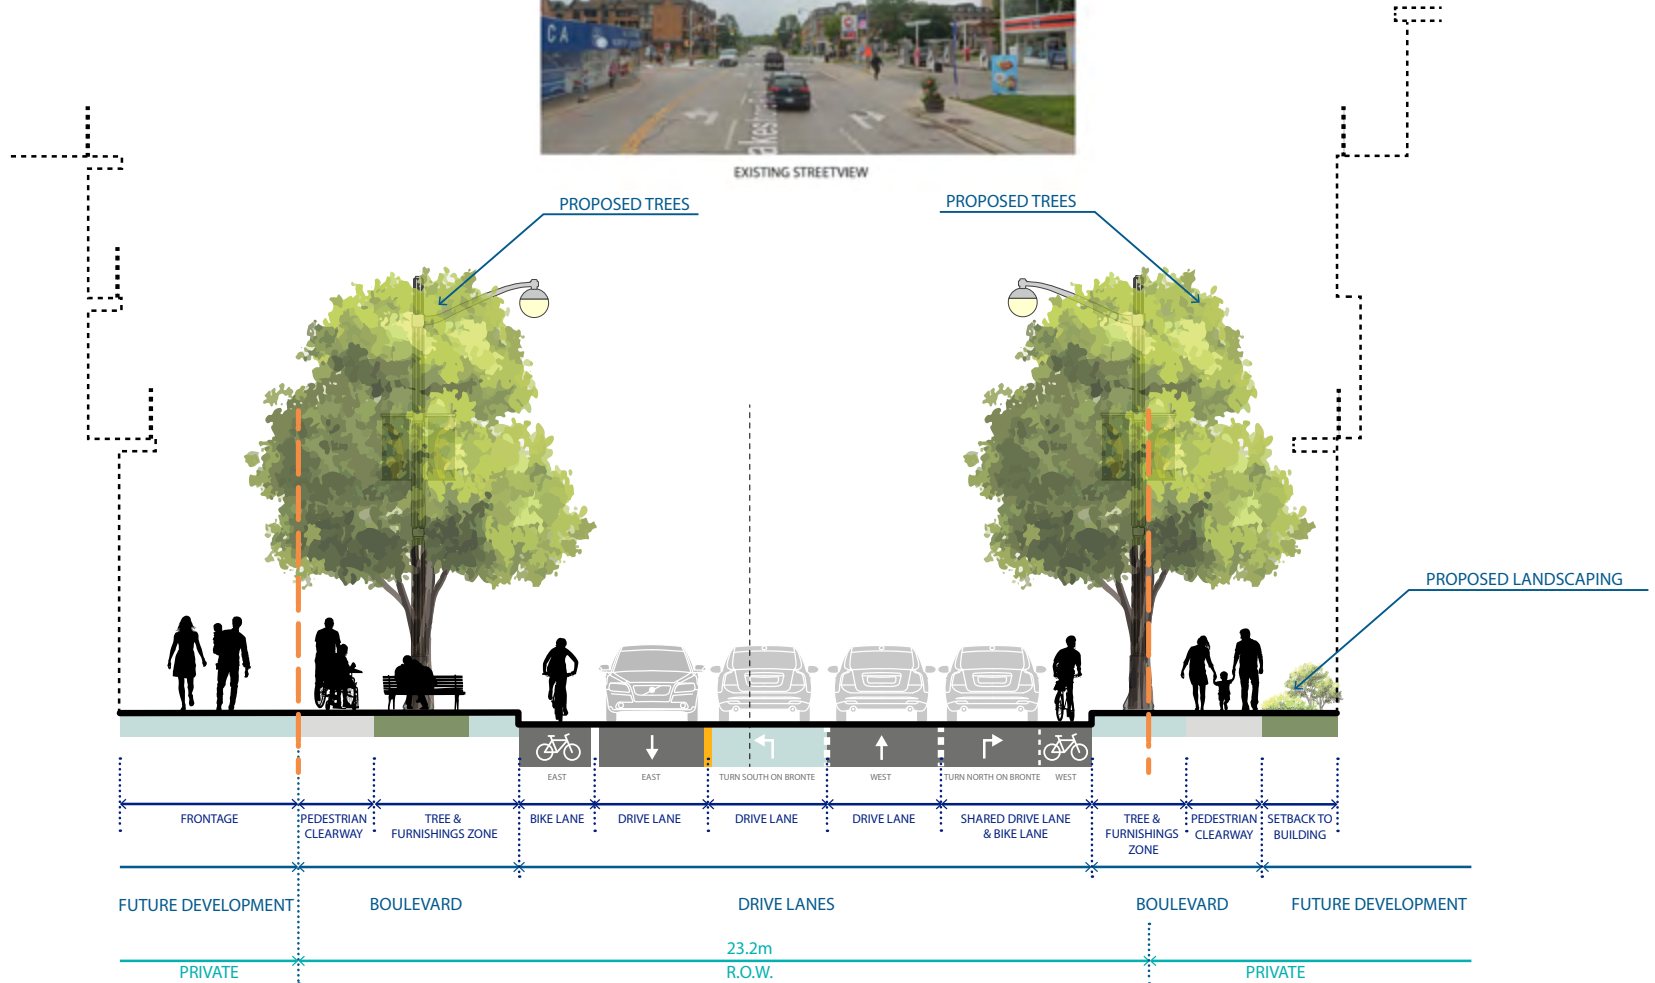 CA
EXISTING STREETVIEW
PROPOSED TREES
PROPOSED TREES
PROPOSED LANDSCAPING
EAST
EAST
TURN SOUTH ON BRONTE
WEST
TURN NORTH ON BRONTE
WEST
FRONTAGE
PEDESTRIAN
CLEARWAY
TREE &
FURNISHINGS ZONE
BIKE LANE
DRIVE LANE
DRIVE LANE
DRIVE LANE
SHARED DRIVE LANE
& BIKE LANE
TREE &
FURNISHINGS
ZONE
PEDESTRIAN
CLEARWAY
SETBACK TO
BUILDING
FUTURE DEVELOPMENT
BOULEVARD
DRIVE LANES
BOULEVARD
FUTURE DEVELOPMENT
23.2m
PRIVATE
R.O.W.
PRIVATE